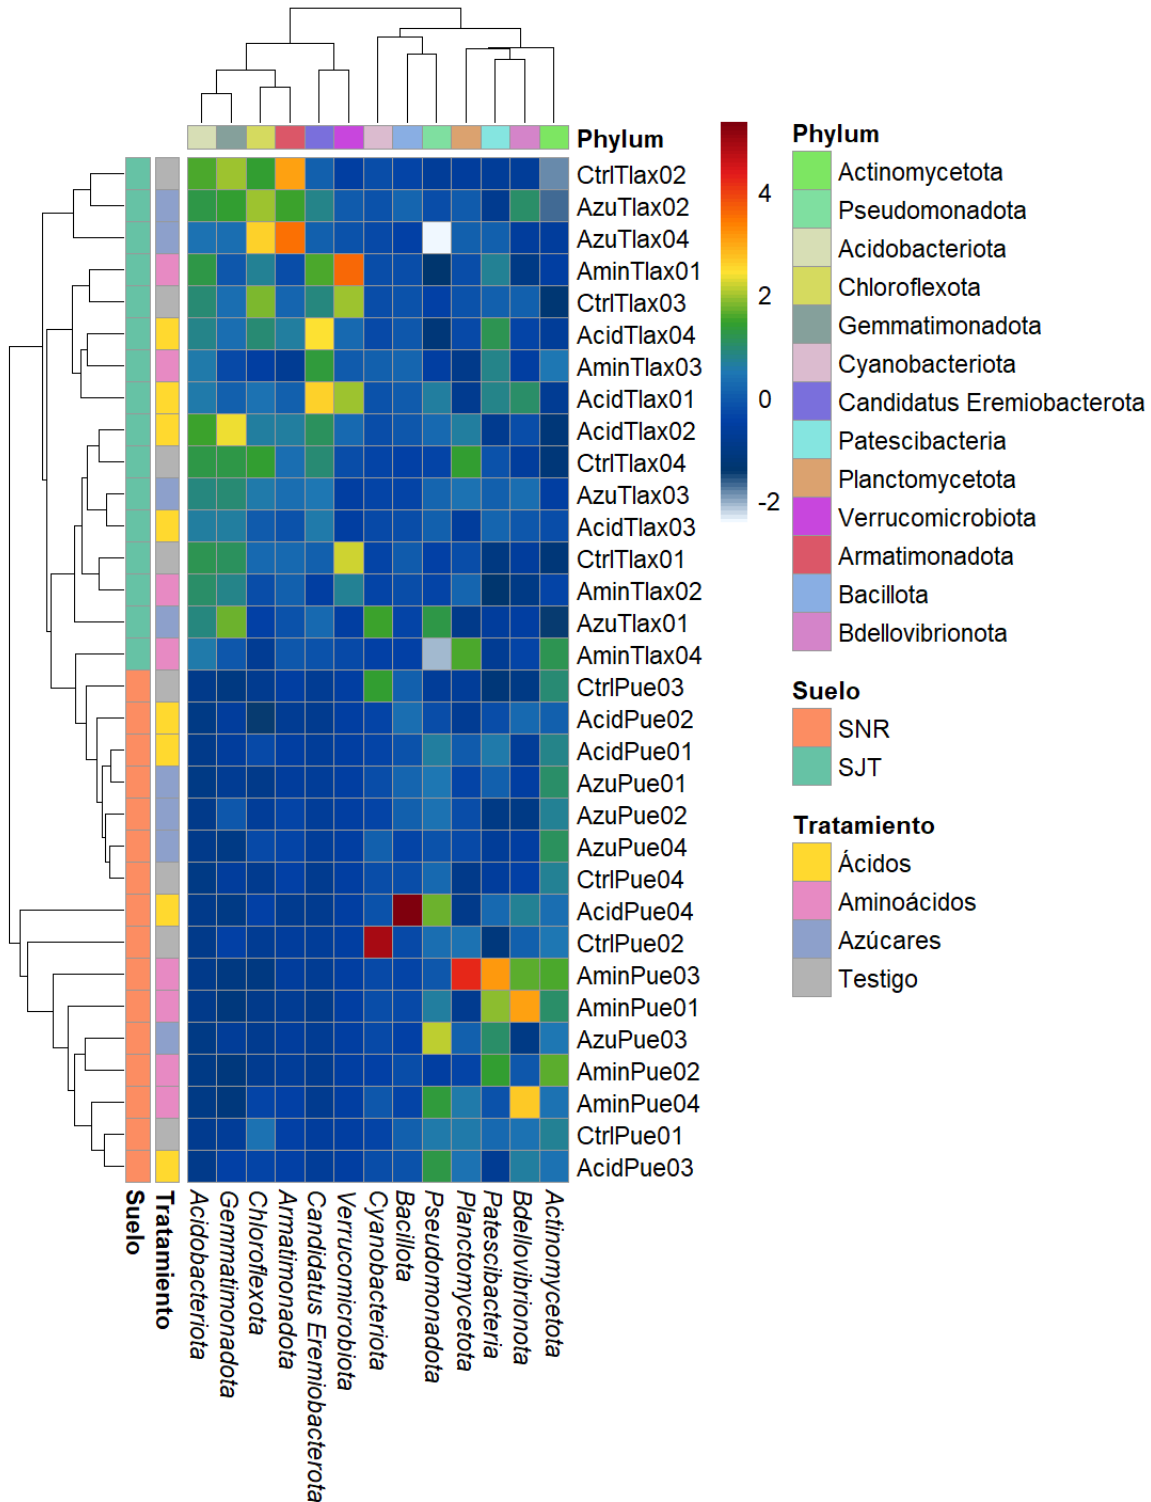 Phylum
CtrlTlax02
AzuTlax02
AzuTlax04
AminTlax01
CtrlTlax03
AcidTlax04
AminTlax03
AcidTlax01
AcidTlax02
CtrlTlax04
AzuTlax03
AcidTlax03
CtrlTlax01
AminTlax02
AzuTlax01
AminTlax04
CtrlPue03
AcidPue02
AcidPue01
AzuPue01
AzuPue02
AzuPue04
CtrlPue04
AcidPue04
CtrlPue02
AminPue03
AminPue01
AzuPue03
AminPue02
AminPue04
CtrlPue01
AcidPue03
Suelo
Tratamiento
Acidobacteriota
Gemmatimonadota
Chloroflexota
Armatimonadota
Candidatus Eremiobacterota
Verrucomicrobiota
Cyanobacteriota
Bacillota
Pseudomonadota
Planctomycetota
Patescibacteria
Bdellovibrionota
Actinomycetota
4
2
0
-2
Phylum
Actinomycetota
Pseudomonadota
Acidobacteriota
Chloroflexota
Gemmatimonadota
Cyanobacteriota
Candidatus Eremiobacterota
Patescibacteria
Planctomycetota
Verrucomicrobiota
Armatimonadota
Bacillota
Bdellovibrionota
Suelo
SNR
SJT
Tratamiento
Ácidos
Aminoácidos
Azúcares
Testigo